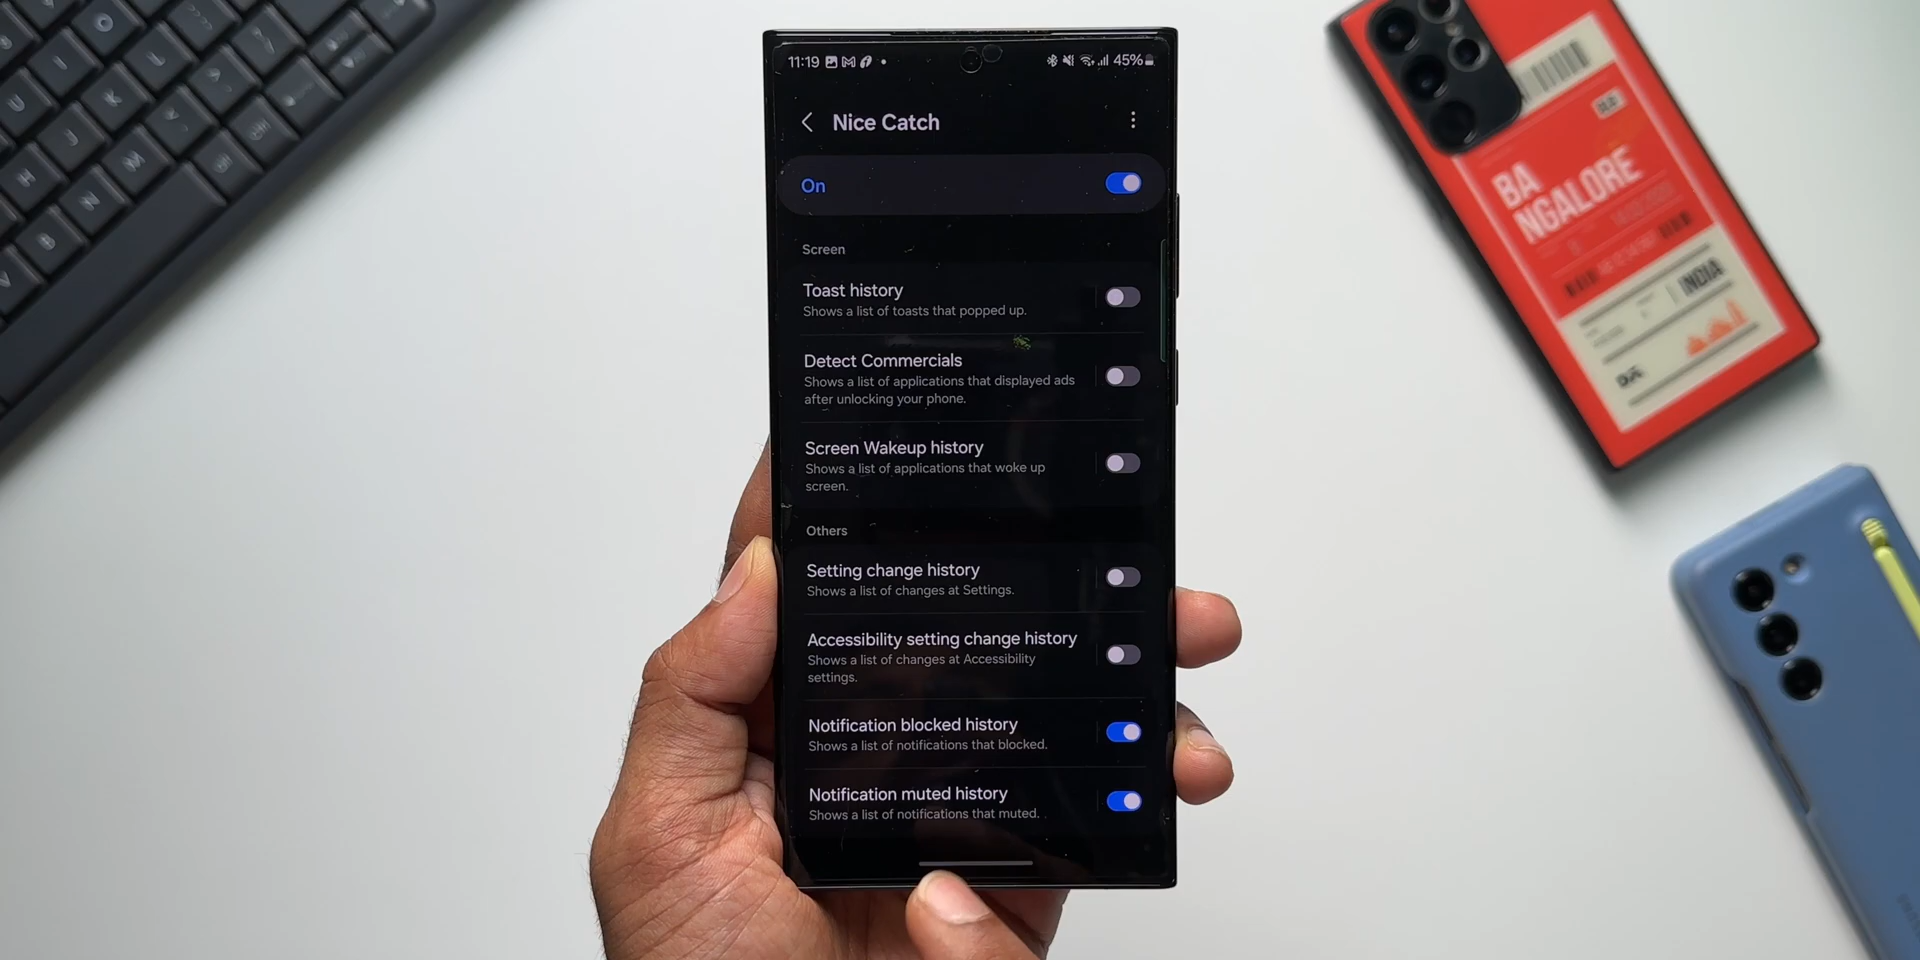 11:19
45%
Nice Catch
On
Screen
Toast history
Shows a list of toasts that popped up.
Detect Commercials
Shows a list of applications that displayed ads
after unlocking your phone.
Screen Wakeup history
Shows a list of applications that woke up
screen.
Others
Setting change history
Shows a list of changes at Settings.
Accessibility setting change history
Shows a list of changes at Accessibility
settings.
Notification blocked history
Shows a list of notifications that blocked.
Notification muted history
Shows a list of notifications that muted.
BA
NGALORE
INDIA
U
J
K
H
N
M
B
V